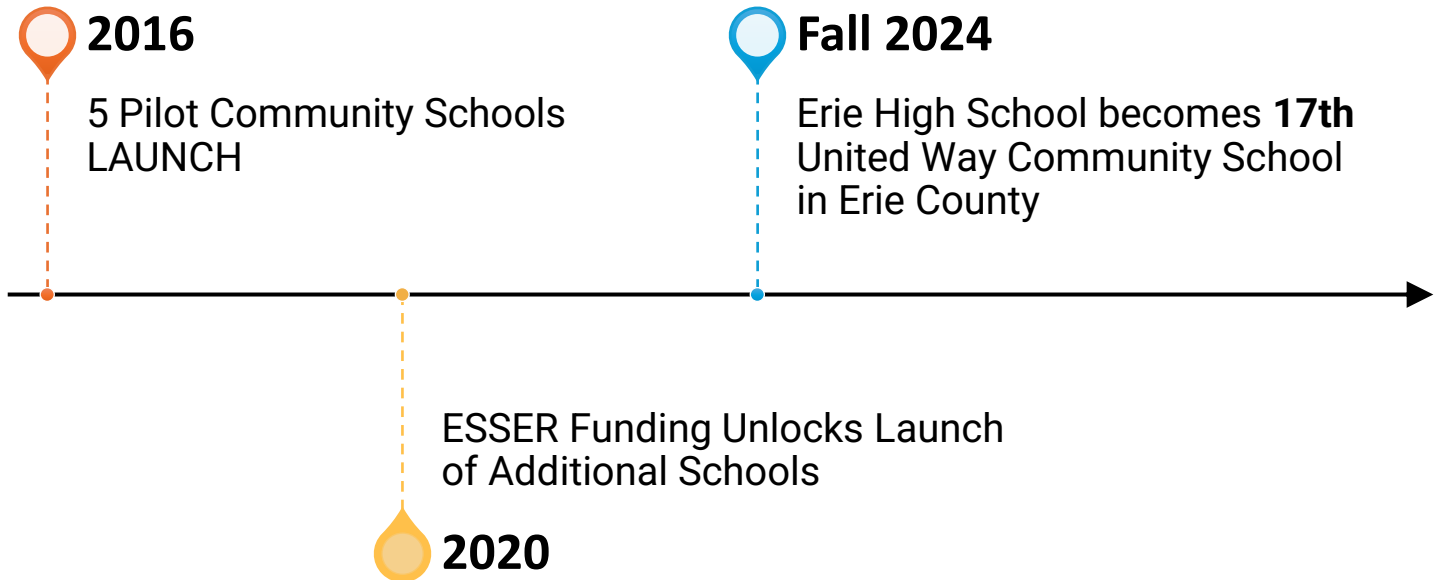 2016
5 Pilot Community Schools
LAUNCH
Fall 2024
Erie High School becomes 17th
United Way Community School
in Erie County
ESSER Funding Unlocks Launch
of Additional Schools
2020